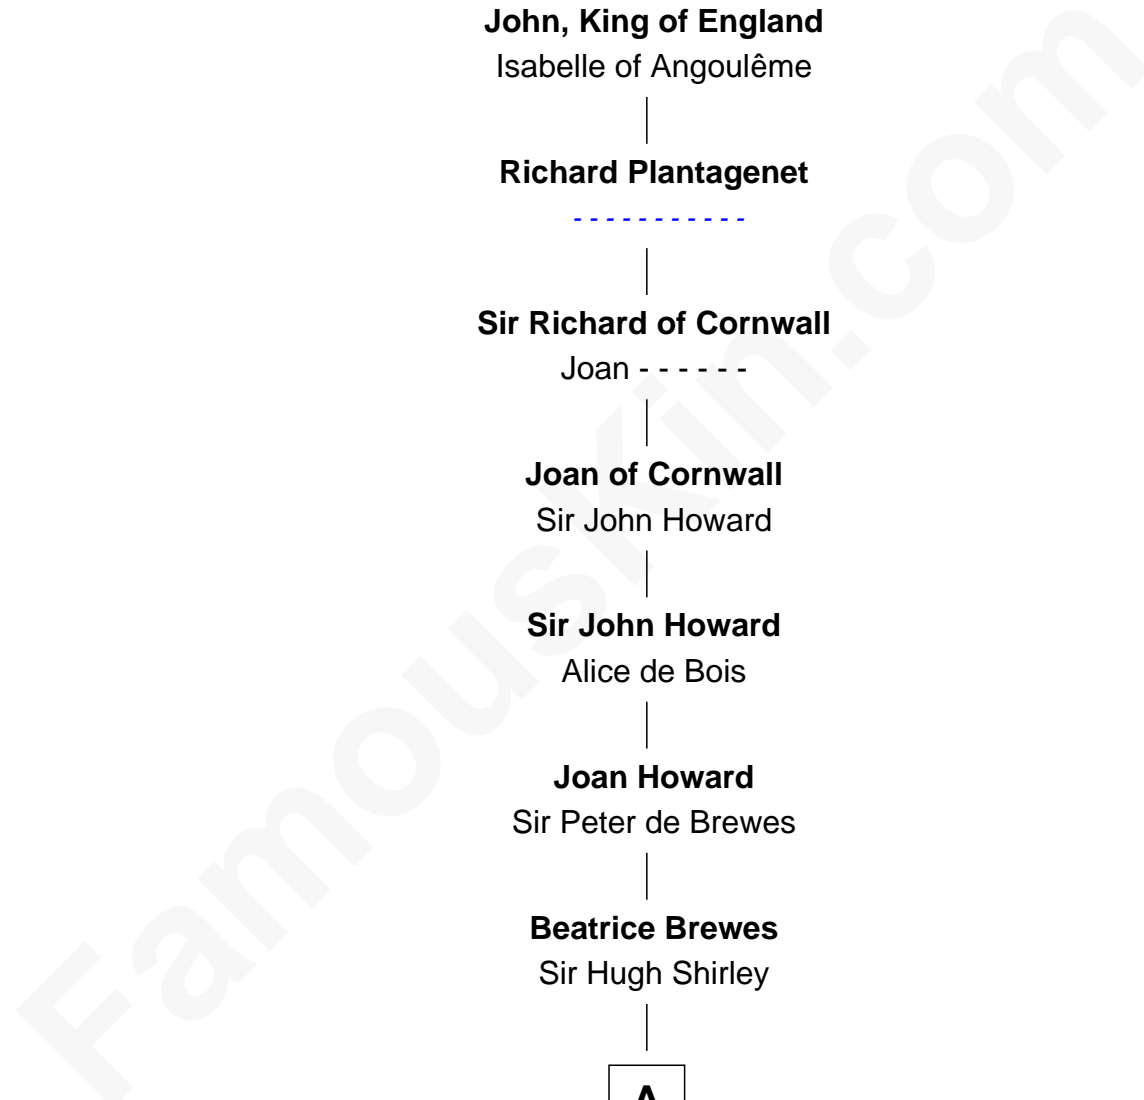 John, King of England
Isabelle of Angoulême
Richard Plantagenet
- - - - - - - - - - -
Sir Richard of Cornwall
Joan - - - - - -
Joan of Cornwall
Sir John Howard
Sir John Howard
Alice de Bois
Joan Howard
Sir Peter de Brewes
Beatrice Brewes
Sir Hugh Shirley
A
FamousKin.com